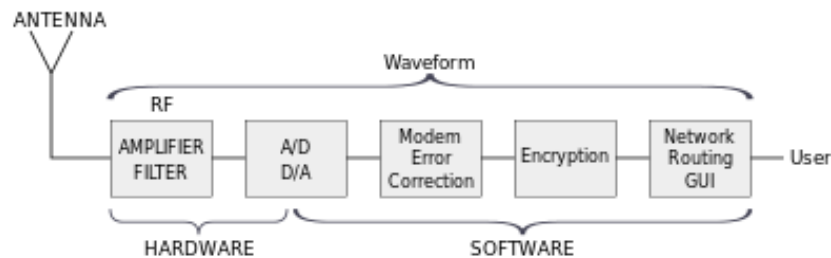 ANTENNA
Waveform
RF
AMPLIFIER
FILTER
A/D
D/A
Modem
Error
Correction
Encryption
Network
Routing
GUI
User
HARDWARE
SOFTWARE